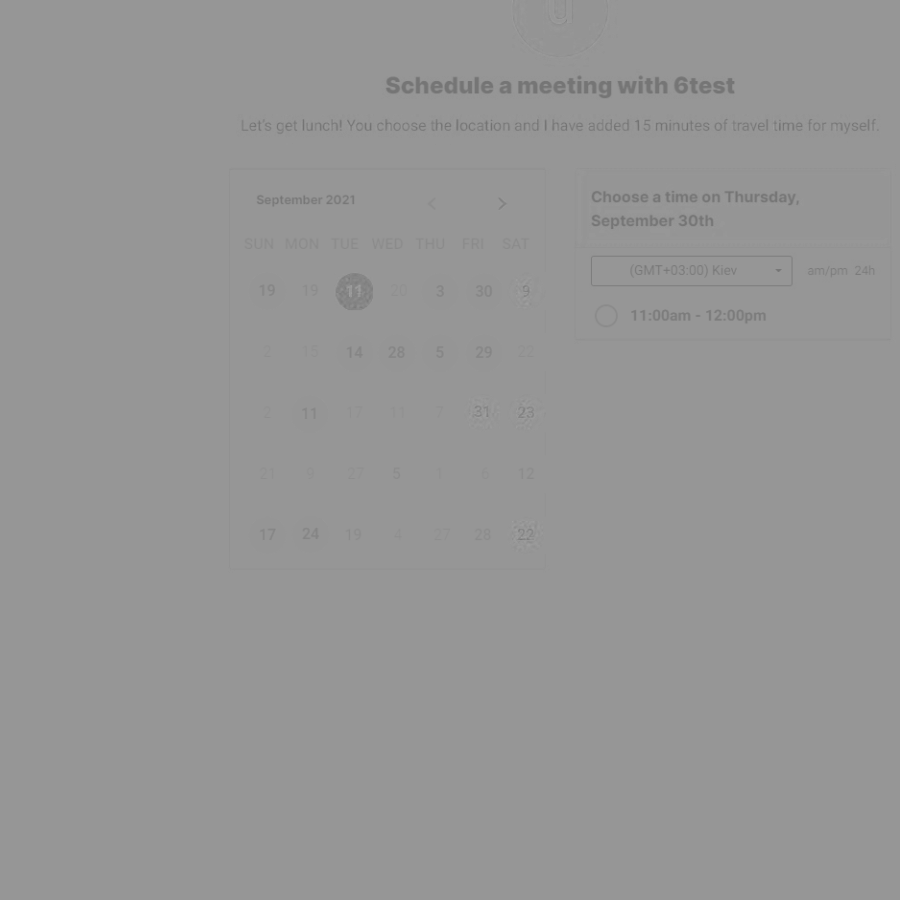 Schedule a meeting with 6test
Let's get lunch! You choose the location and I have added 15 minutes of travel time for myself.
September 2021
SUN MON TUE WED THU FRI SAT
19 19 11 20 3 30 9
2 15 14 28 5 29 22
2 11 17 11 7 31 23
21 9 27 5 1 6 12
17 24 19 4 27 28 22
Choose a time on Thursday,
September 30th
(GMT+03:00) Kiev
am/pm 24h
11:00am - 12:00pm